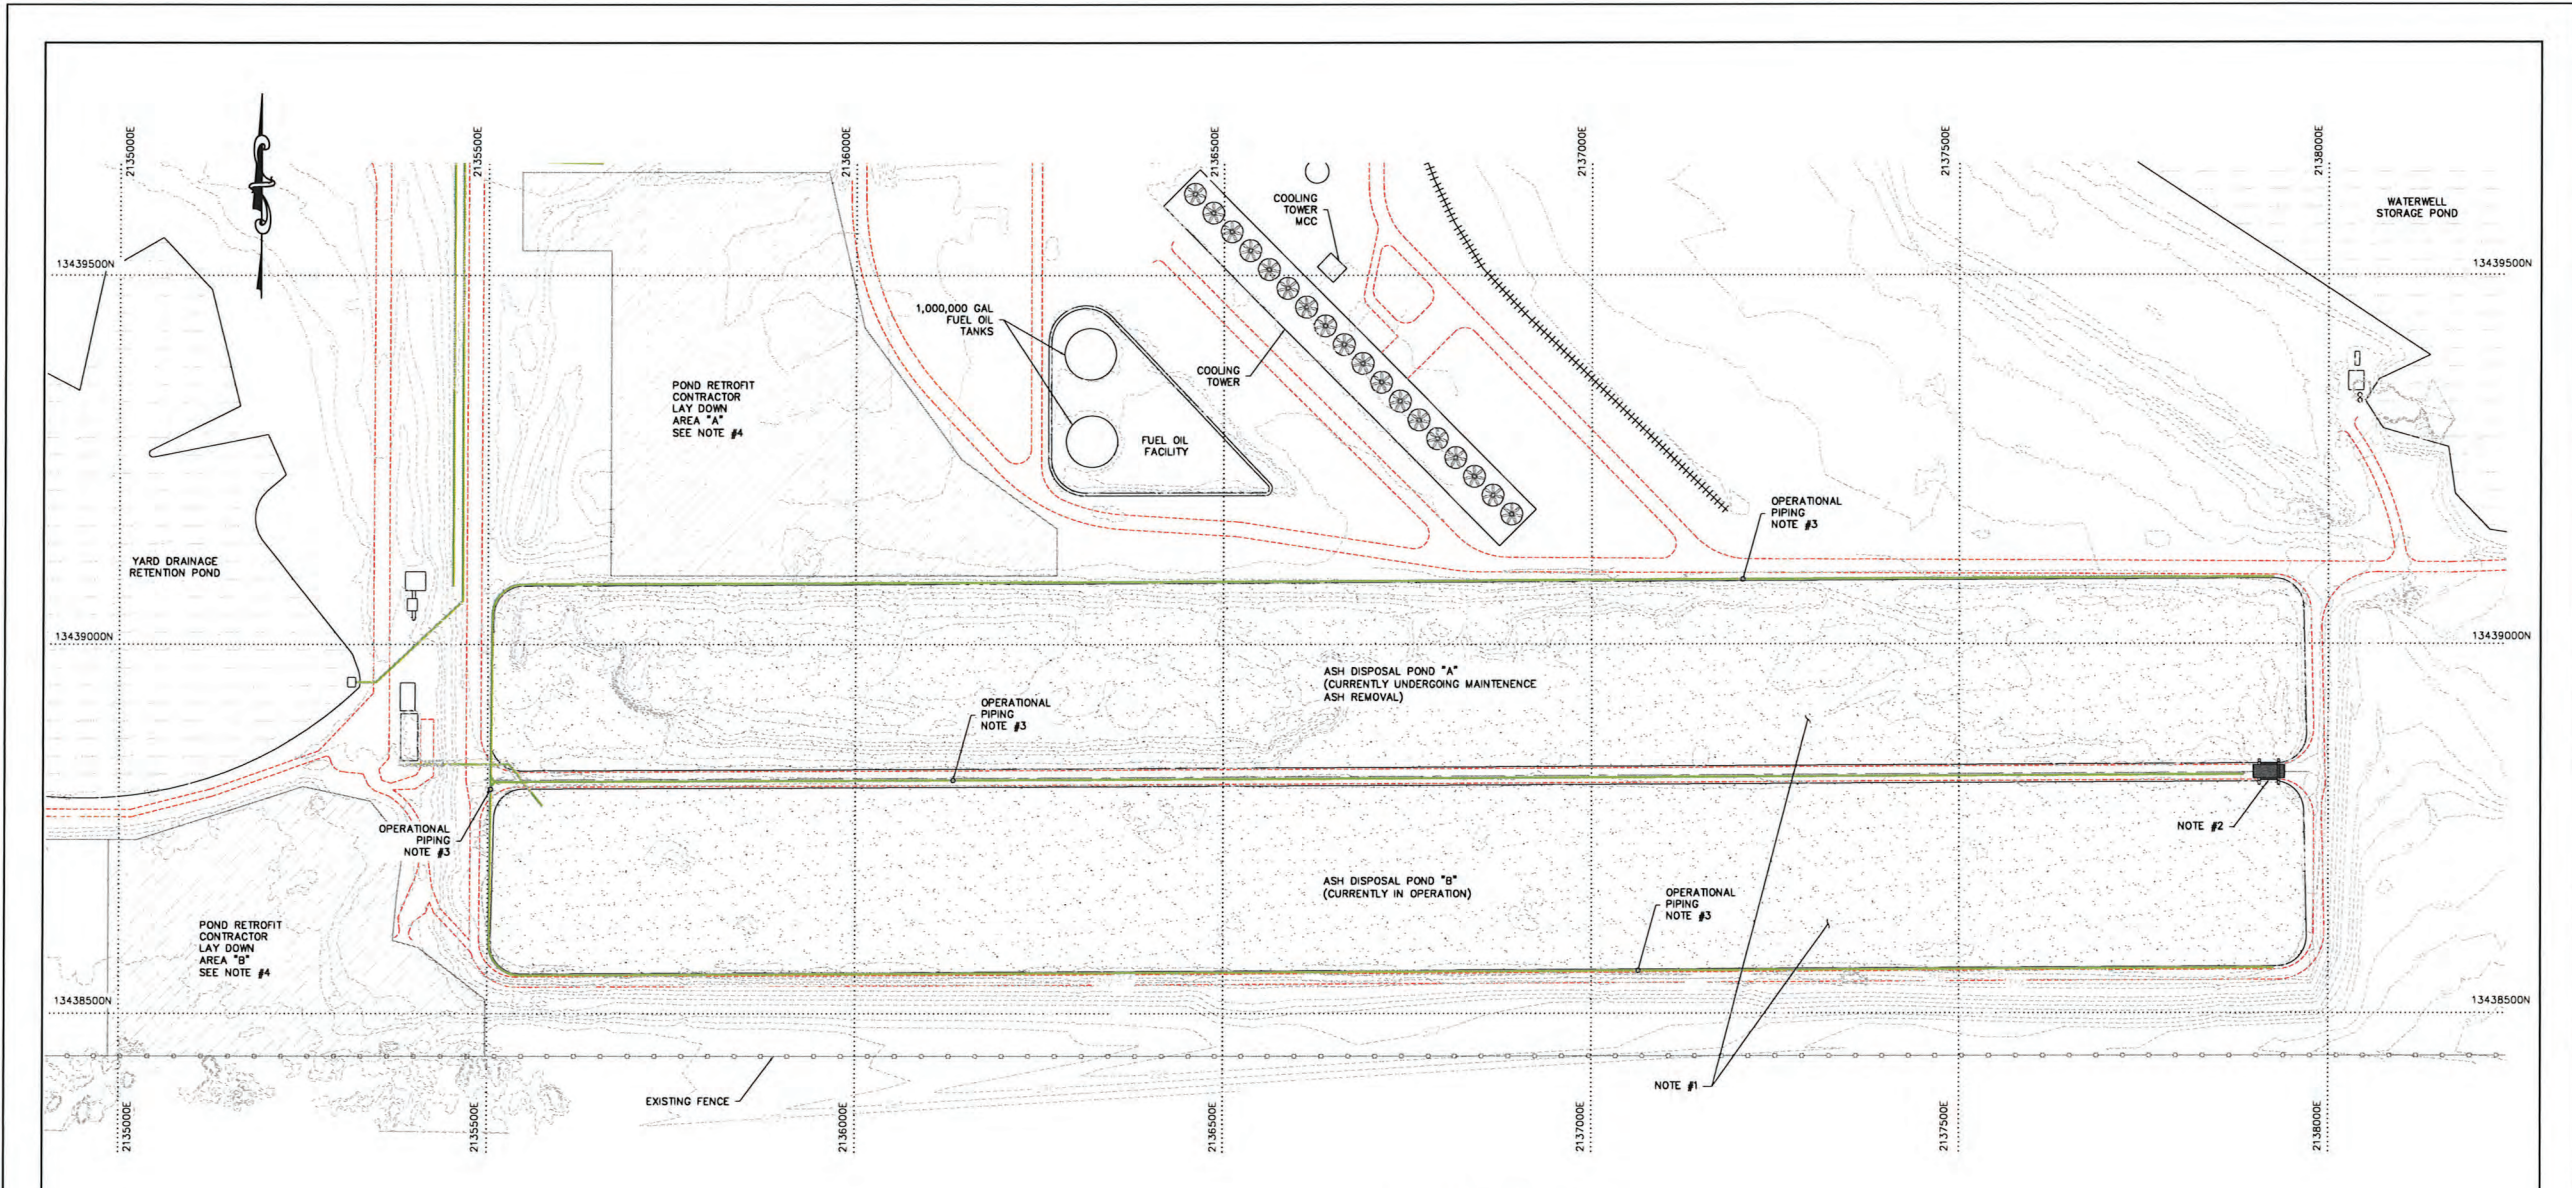 2135000E
2135500E
2136000E
2136500E
2137000E
2137500E
2138000E
WATERWELL
STORAGE POND
COOLING
TOWER
MCC
13439500N
13439500N
1,000,000 GAL
FUEL OIL
TANKS
COOLING
TOWER
POND RETROFIT
CONTRACTOR
LAY DOWN
AREA "A"
SEE NOTE #4
FUEL OIL
FACILITY
OPERATIONAL
PIPING
NOTE #3
YARD DRAINAGE
RETENTION POND
13439000N
13439000N
ASH DISPOSAL POND "A"
(CURRENTLY UNDERGOING MAINTENENCE
ASH REMOVAL)
OPERATIONAL
PIPING
NOTE #3
OPERATIONAL
PIPING
NOTE #3
NOTE #2
ASH DISPOSAL POND "B"
(CURRENTLY IN OPERATION)
OPERATIONAL
PIPING
NOTE #3
POND RETROFIT
CONTRACTOR
LAY DOWN
AREA "B"
SEE NOTE #4
13438500N
13438500N
NOTE #1
EXISTING FENCE
2135000E
2135500E
2136000E
2136500E
2137000E
2137500E
2138000E